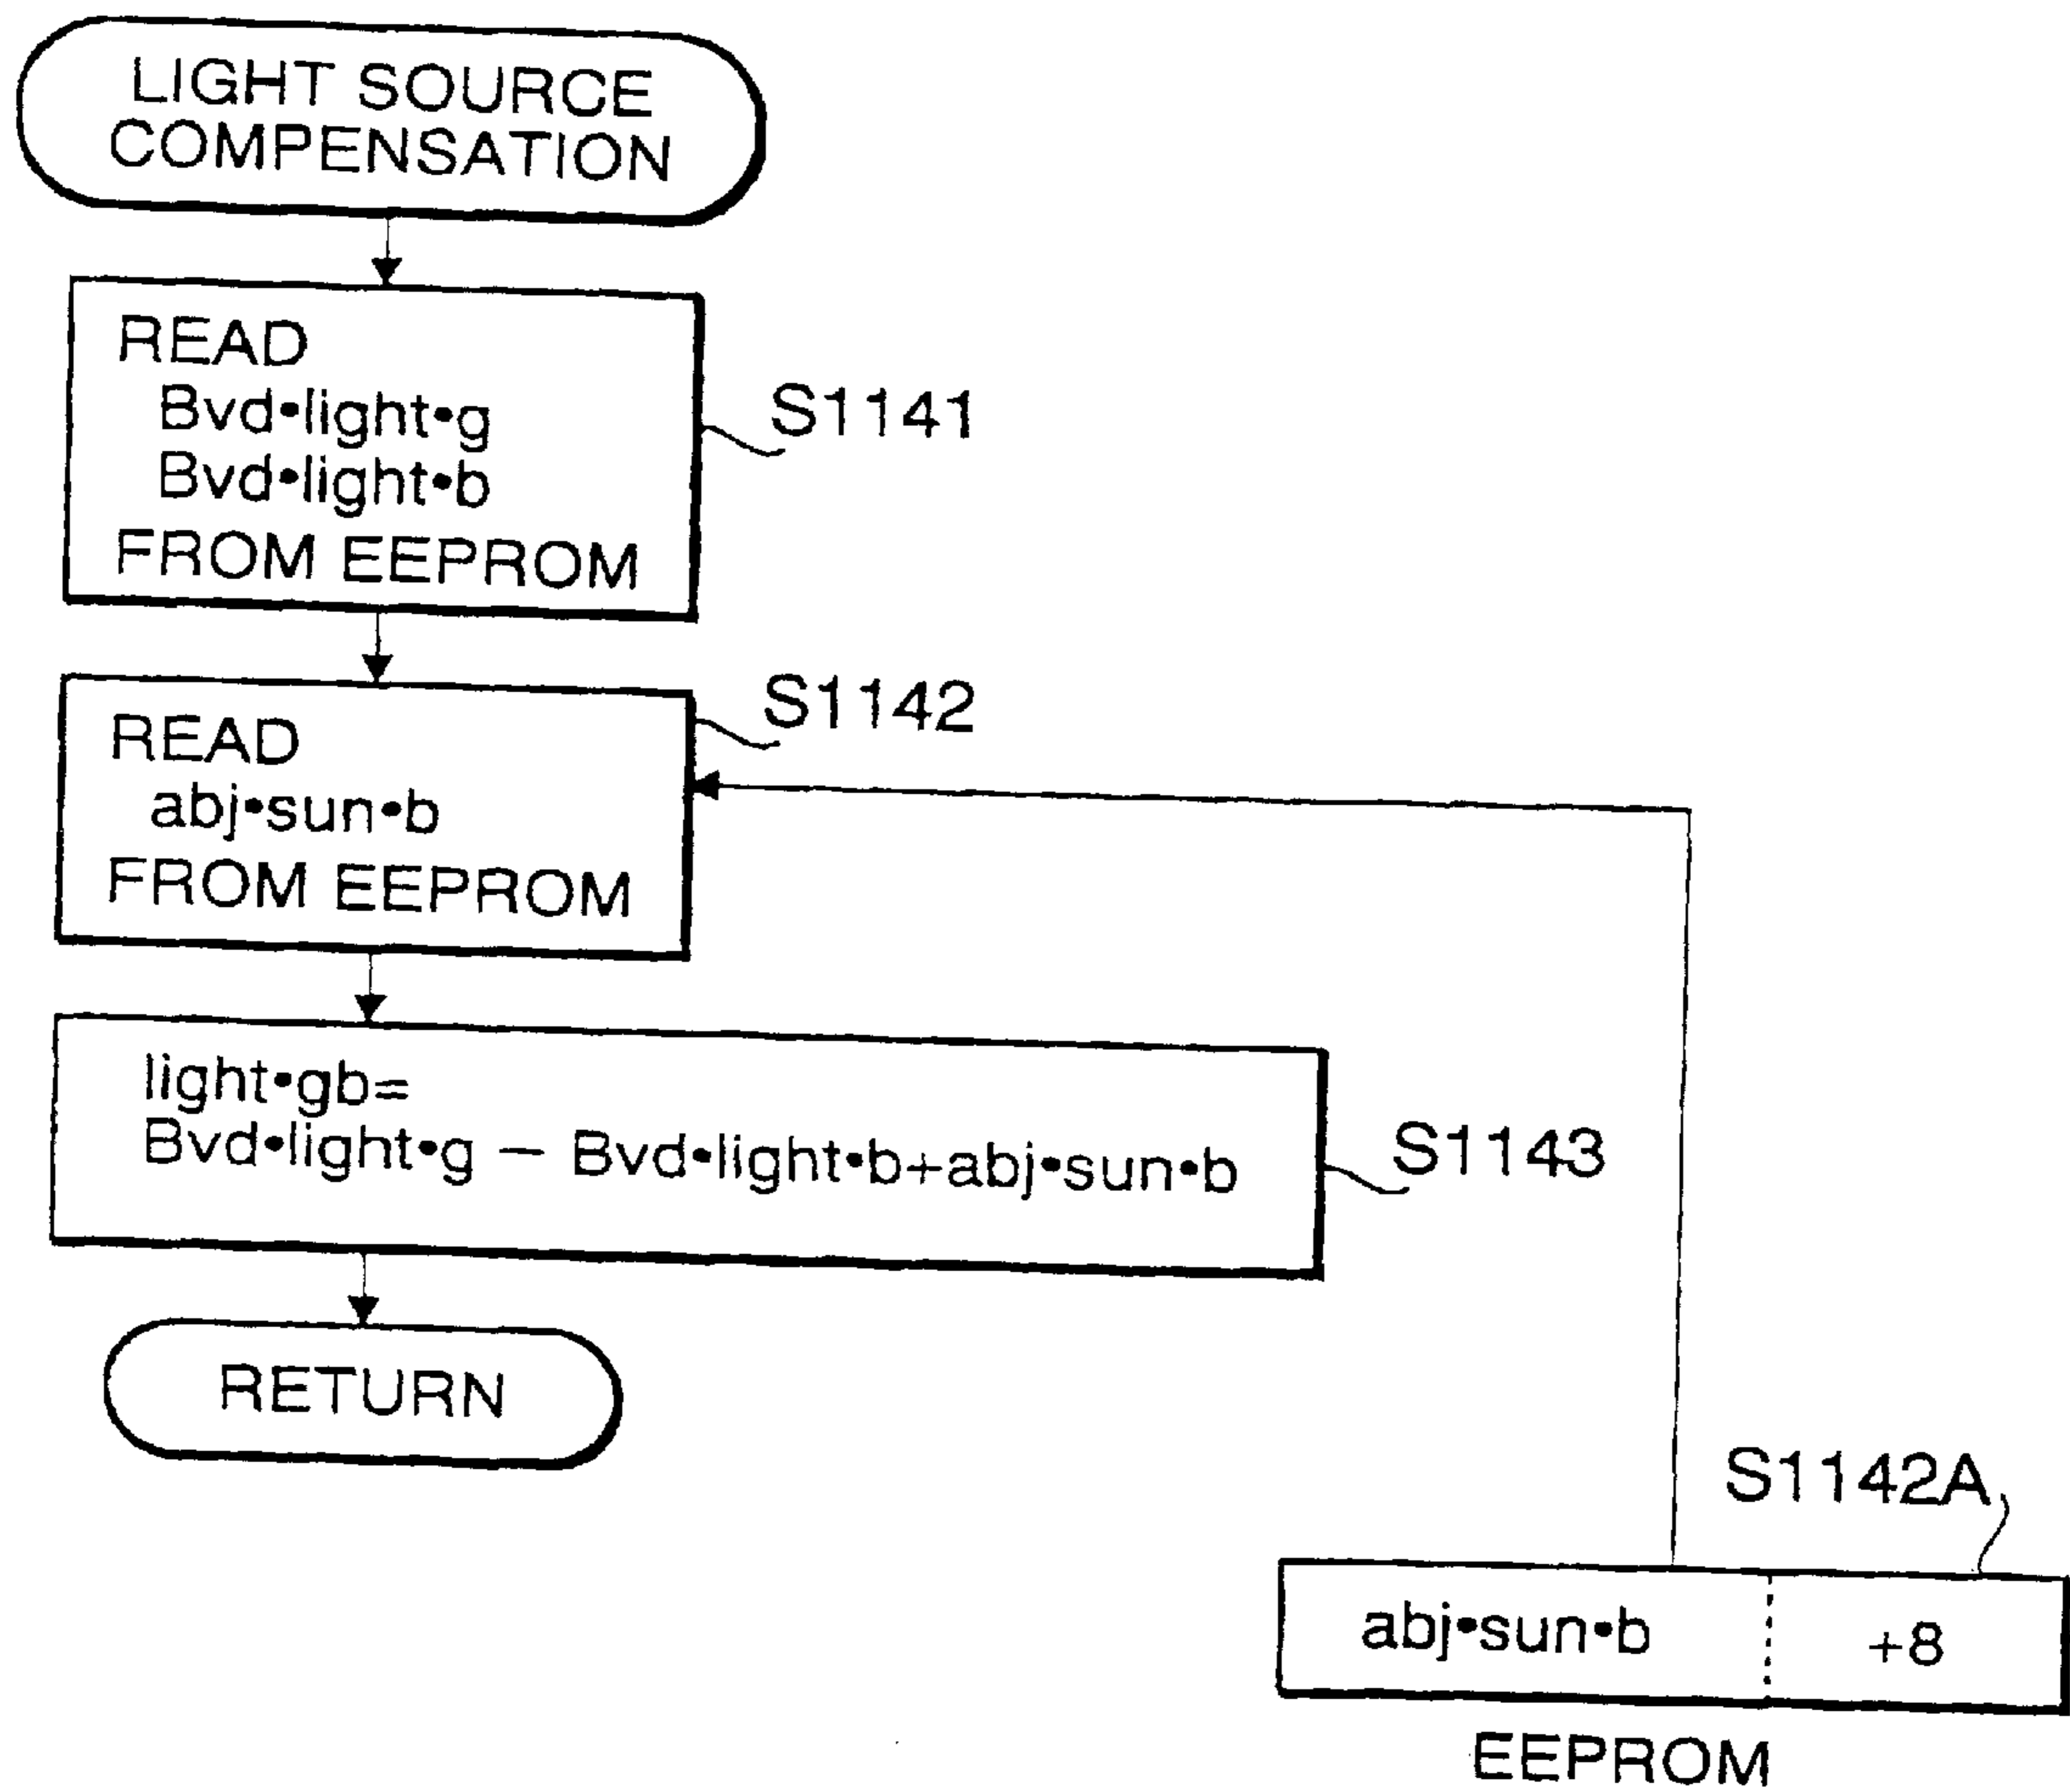 LIGHT SOURCE
COMPENSATION
READ
Bvd•light•g
Bvd•light•b
FROM EEPROM
S1141
READ
abj•sun•b
FROM EEPROM
S1142
light•gb=
Bvd•light•g − Bvd•light•b+abj•sun•b
S1143
RETURN
S1142A
abj•sun•b +8
EEPROM